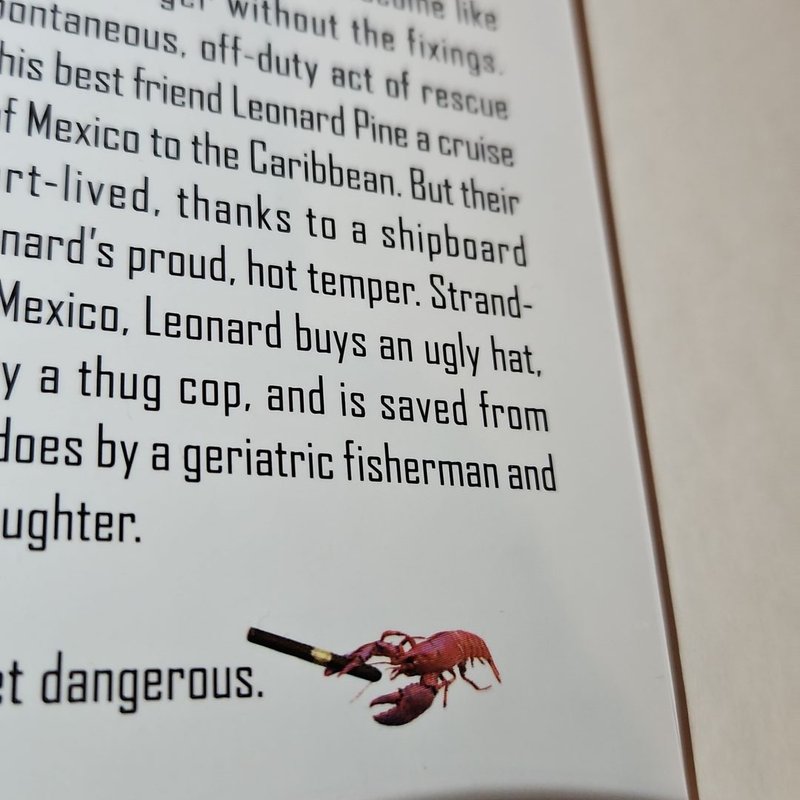 like
without the fixings.
ontaneous, off-duty act of rescue
his best friend Leonard Pine a cruise
of Mexico to the Caribbean. But their
rt-lived, thanks to a shipboard
nard's proud, hot temper. Strand-
Mexico, Leonard buys an ugly hat,
y a thug cop, and is saved from
does by a geriatric fisherman and
ughter.
et dangerous.